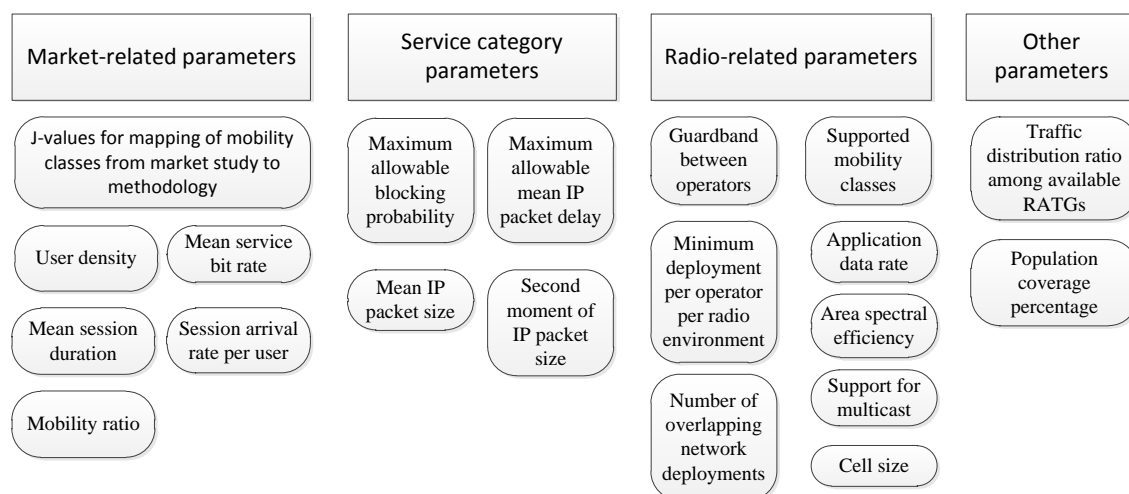 Market-related parameters
J-values for mapping of mobility
classes from market study to
methodology
User density
Mean service
bit rate
Mean session
duration
Session arrival
rate per user
Mobility ratio
Service category
parameters
Maximum
allowable
blocking
probability
Maximum
allowable
mean IP
packet delay
Mean IP
packet size
Second
moment of
IP packet
size
Radio-related parameters
Guardband
between
operators
Supported
mobility
classes
Minimum
deployment
per operator
per radio
environment
Application
data rate
Area spectral
efficiency
Number of
overlapping
network
deployments
Support for
multicast
Cell size
Other
parameters
Traffic
distribution ratio
among available
RATGs
Population
coverage
percentage